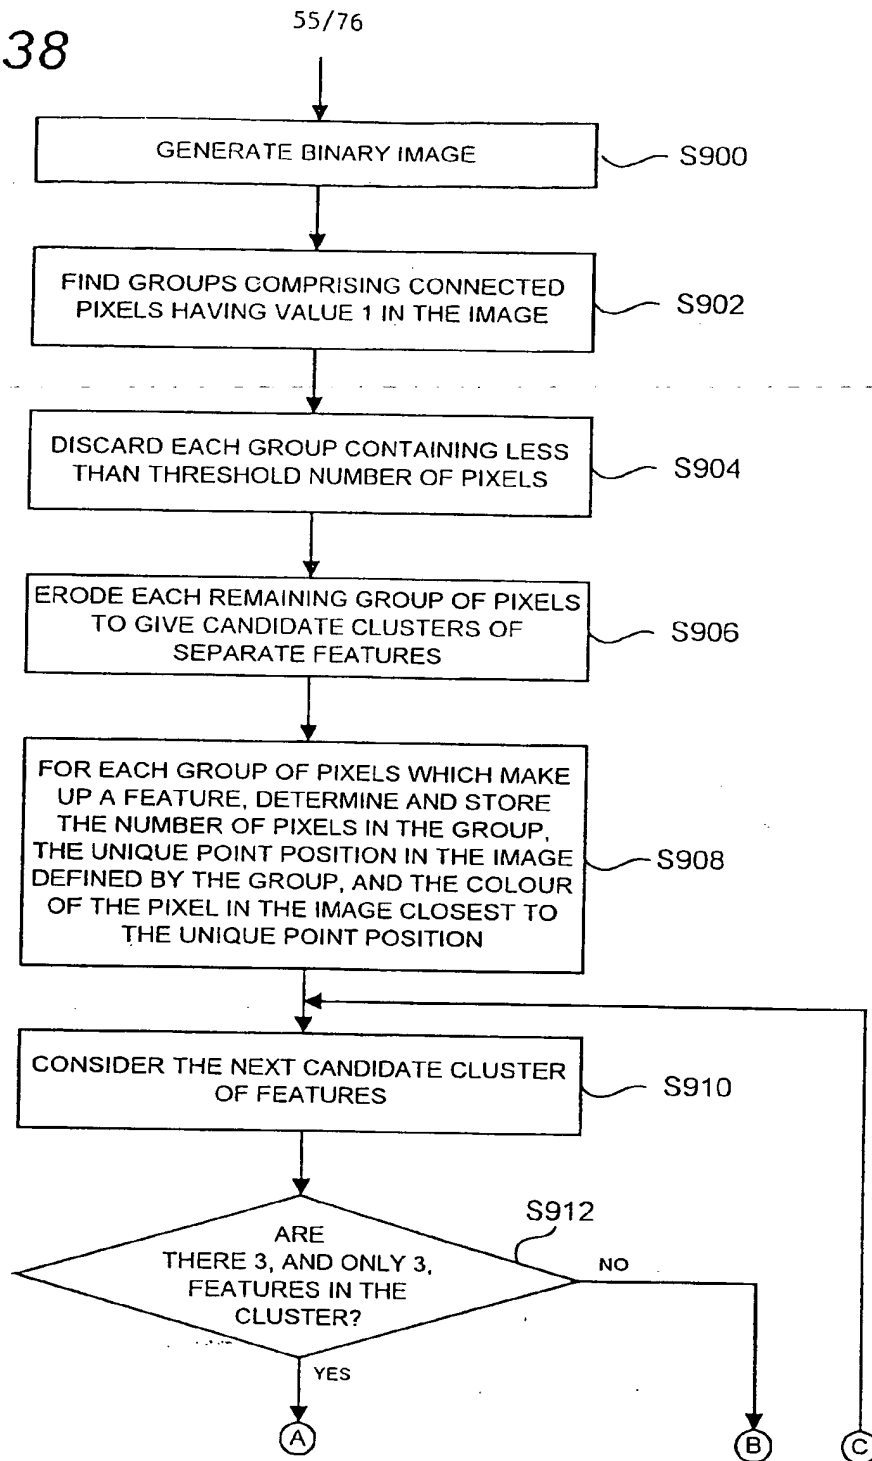 55/76
38
GENERATE BINARY IMAGE
S900
FIND GROUPS COMPRISING CONNECTED
PIXELS HAVING VALUE 1 IN THE IMAGE
S902
DISCARD EACH GROUP CONTAINING LESS
THAN THRESHOLD NUMBER OF PIXELS
S904
ERODE EACH REMAINING GROUP OF PIXELS
TO GIVE CANDIDATE CLUSTERS OF
SEPARATE FEATURES
S906
FOR EACH GROUP OF PIXELS WHICH MAKE
UP A FEATURE, DETERMINE AND STORE
THE NUMBER OF PIXELS IN THE GROUP,
THE UNIQUE POINT POSITION IN THE IMAGE
DEFINED BY THE GROUP, AND THE COLOUR
OF THE PIXEL IN THE IMAGE CLOSEST TO
THE UNIQUE POINT POSITION
S908
CONSIDER THE NEXT CANDIDATE CLUSTER
OF FEATURES
S910
S912
ARE
THERE 3, AND ONLY 3,
FEATURES IN THE
CLUSTER?
NO
YES
A
B
C